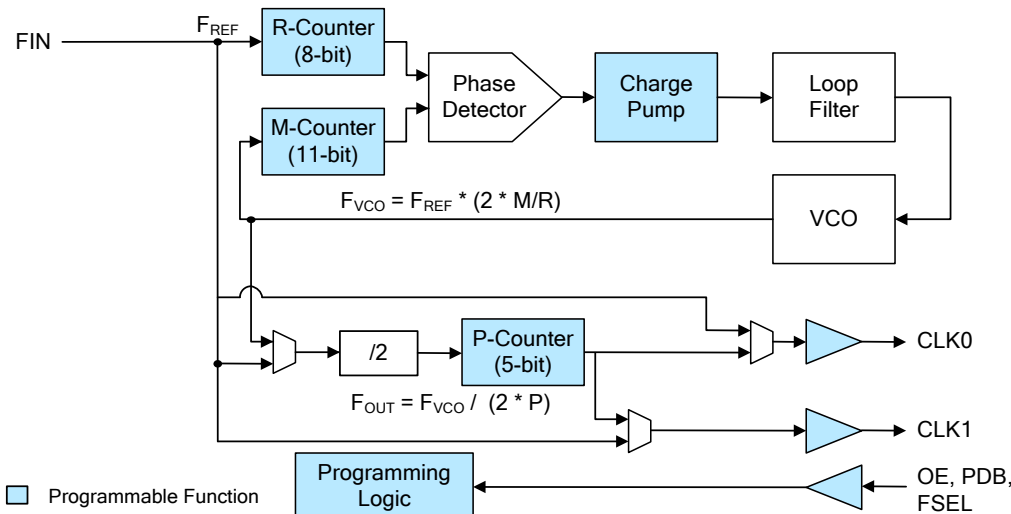 FIN
FREF
R-Counter
(8-bit)
M-Counter
(11-bit)
Phase
Detector
Charge
Pump
Loop
Filter
FVCO = FREF * (2 * M/R)
VCO
/2
P-Counter
(5-bit)
FOUT = FVCO / (2 * P)
CLK0
CLK1
Programming
Logic
OE, PDB,
FSEL
Programmable Function